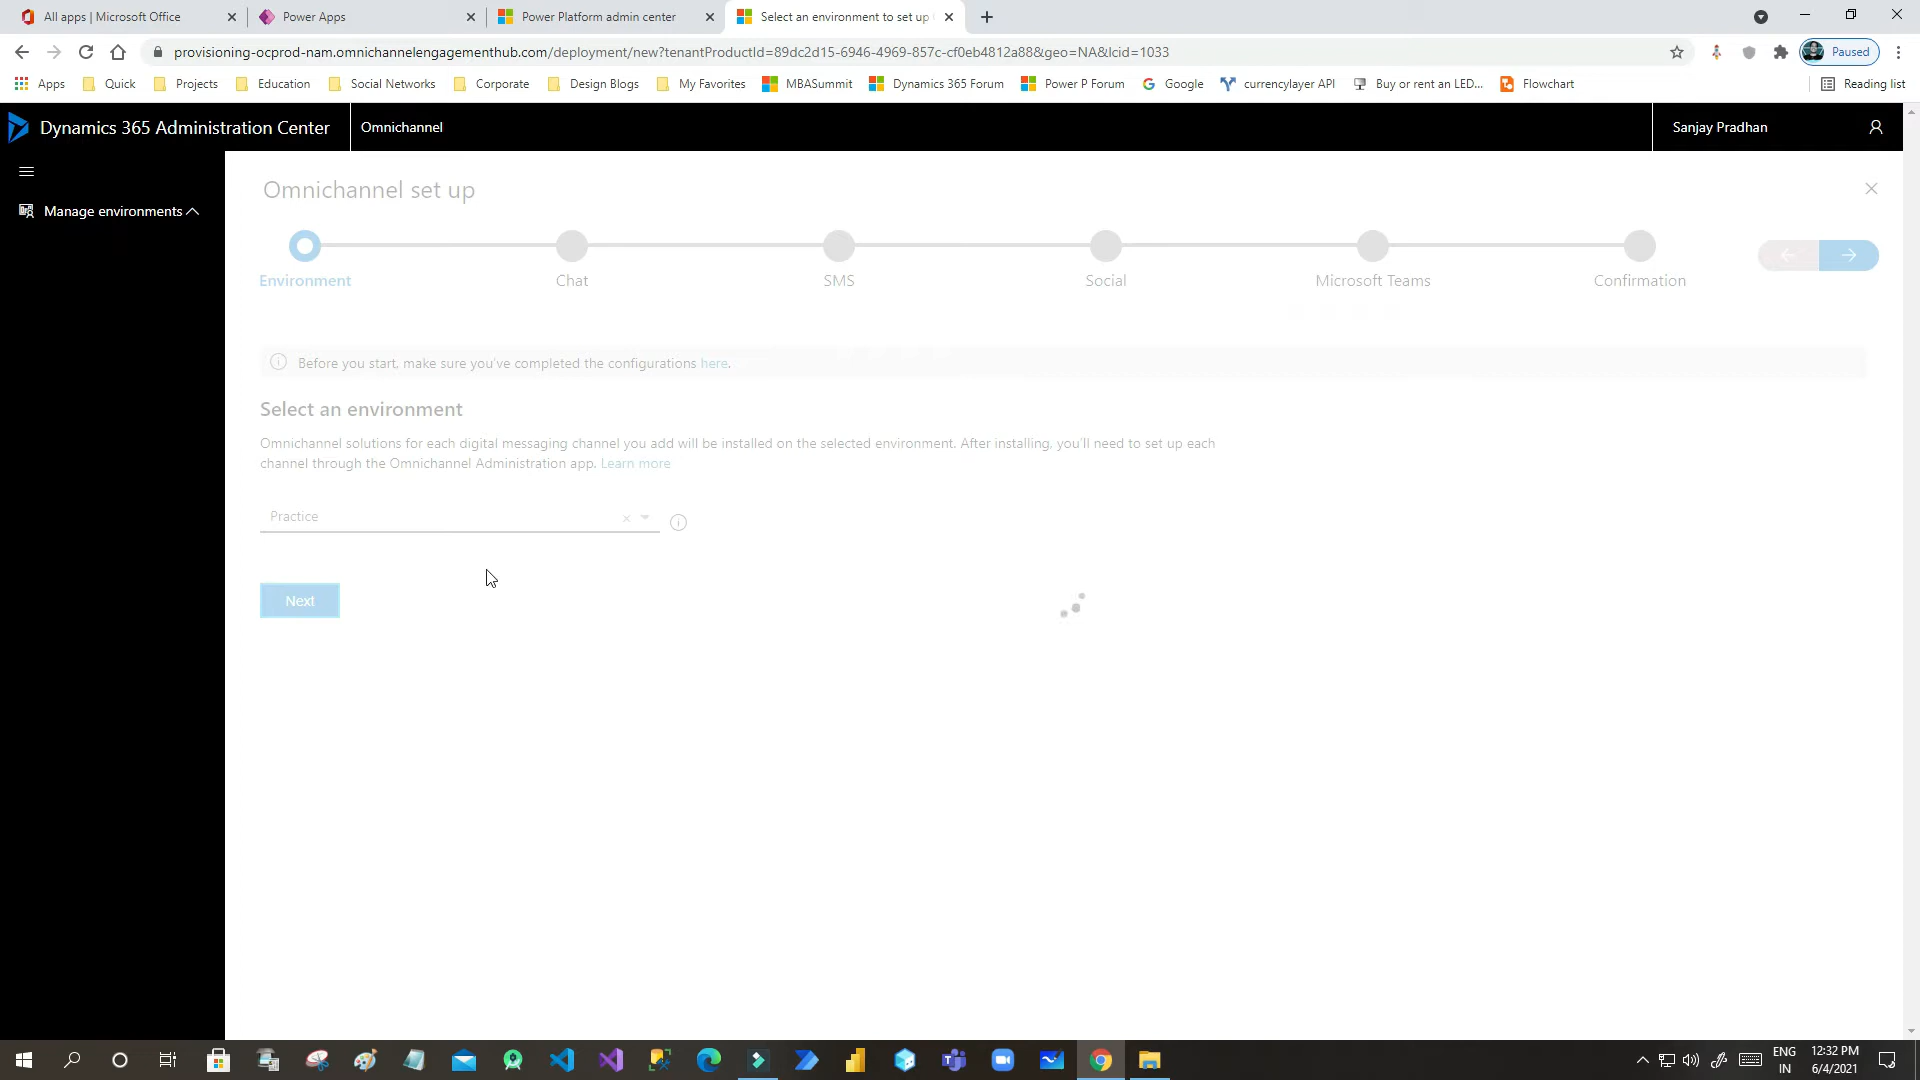 All apps | Microsoft Office
Power Apps
Power Platform admin center
Select an environment to set up
provisioning-ocprod-nam.omnichannelengagementhub.com/deployment/new?tenantProductId=89dc2d15-6946-4969-857c-cf0eb4812a88&geo=NA&lcid=1033
Paused
Apps
Quick
Projects
Education
Social Networks
Corporate
Design Blogs
My Favorites
MBASummit
Dynamics 365 Forum
Power P Forum
Google
currencylayer API
Buy or rent an LED...
Flowchart
Reading list
Dynamics 365 Administration Center
Omnichannel
Sanjay Pradhan
Manage environments
Omnichannel set up
Environment
Chat
SMS
Social
Microsoft Teams
Confirmation
Before you start, make sure you've completed the configurations here.
Select an environment
Omnichannel solutions for each digital messaging channel you add will be installed on the selected environment. After installing, you'll need to set up each
channel through the Omnichannel Administration app. Learn more
Practice
Next
ENG
IN
12:32 PM
6/4/2021